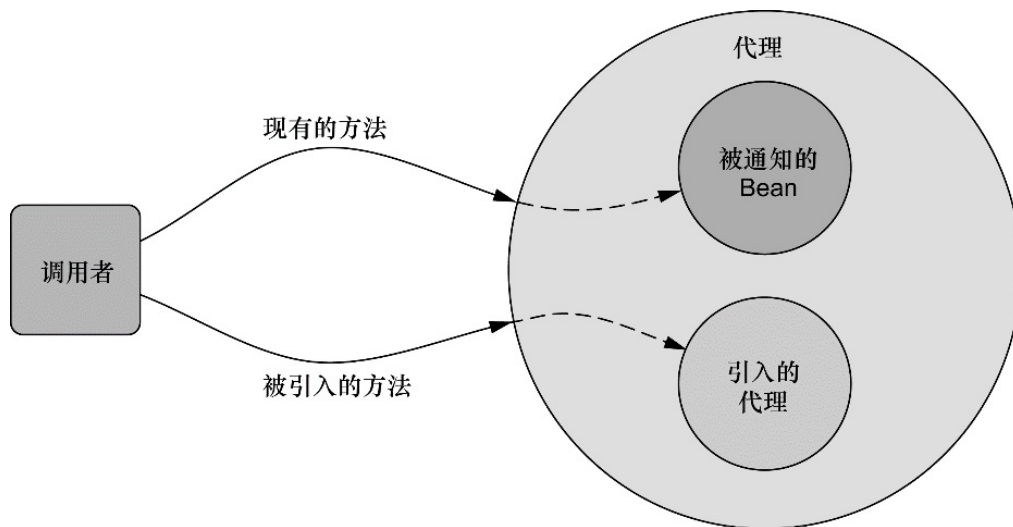 代理
现有的方法
被通知的
Bean
调用者
被引入的方法
引入的
代理